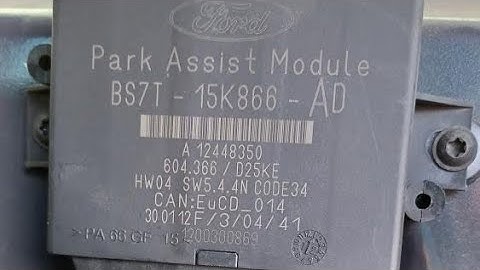 Ford
Park Assist Module
BS7T - 15K866 - AD
A 12448350
604.366 / D25KE
HW04 SW5.4.4N CODE34
CAN:EuCD_014
300112F/3/04/41
>PA 66 GF 15
1200300869